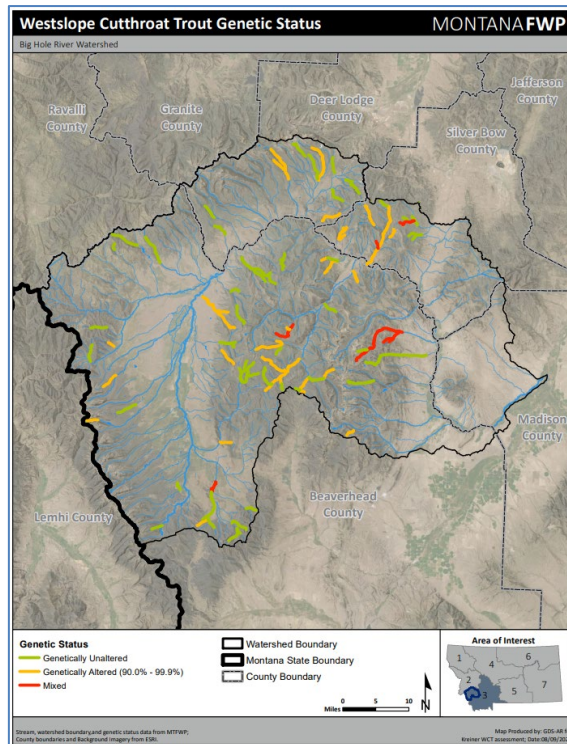 Westslope Cutthroat Trout Genetic Status
MONTANA FWP
Big Hole River Watershed
Ravalli
County
Granite
County
Deer Lodge
County
Jefferson
County
Silver Bow
County
Madison
County
Beaverhead
County
Lemhi County
Genetic Status
Genetically Unaltered
Genetically Altered (90.0% - 99.9%)
Mixed
Watershed Boundary
Montana State Boundary
County Boundary
0 5 10
Miles
N
Area of Interest
1
2
3
4
5
6
7
Stream, watershed boundary,and genetic status data from MTFWP;
County boundaries and Background Imagery from ESRI.
Map Produced by: GDS-AR
Kreiner WCT assessment; Date:08/09/202